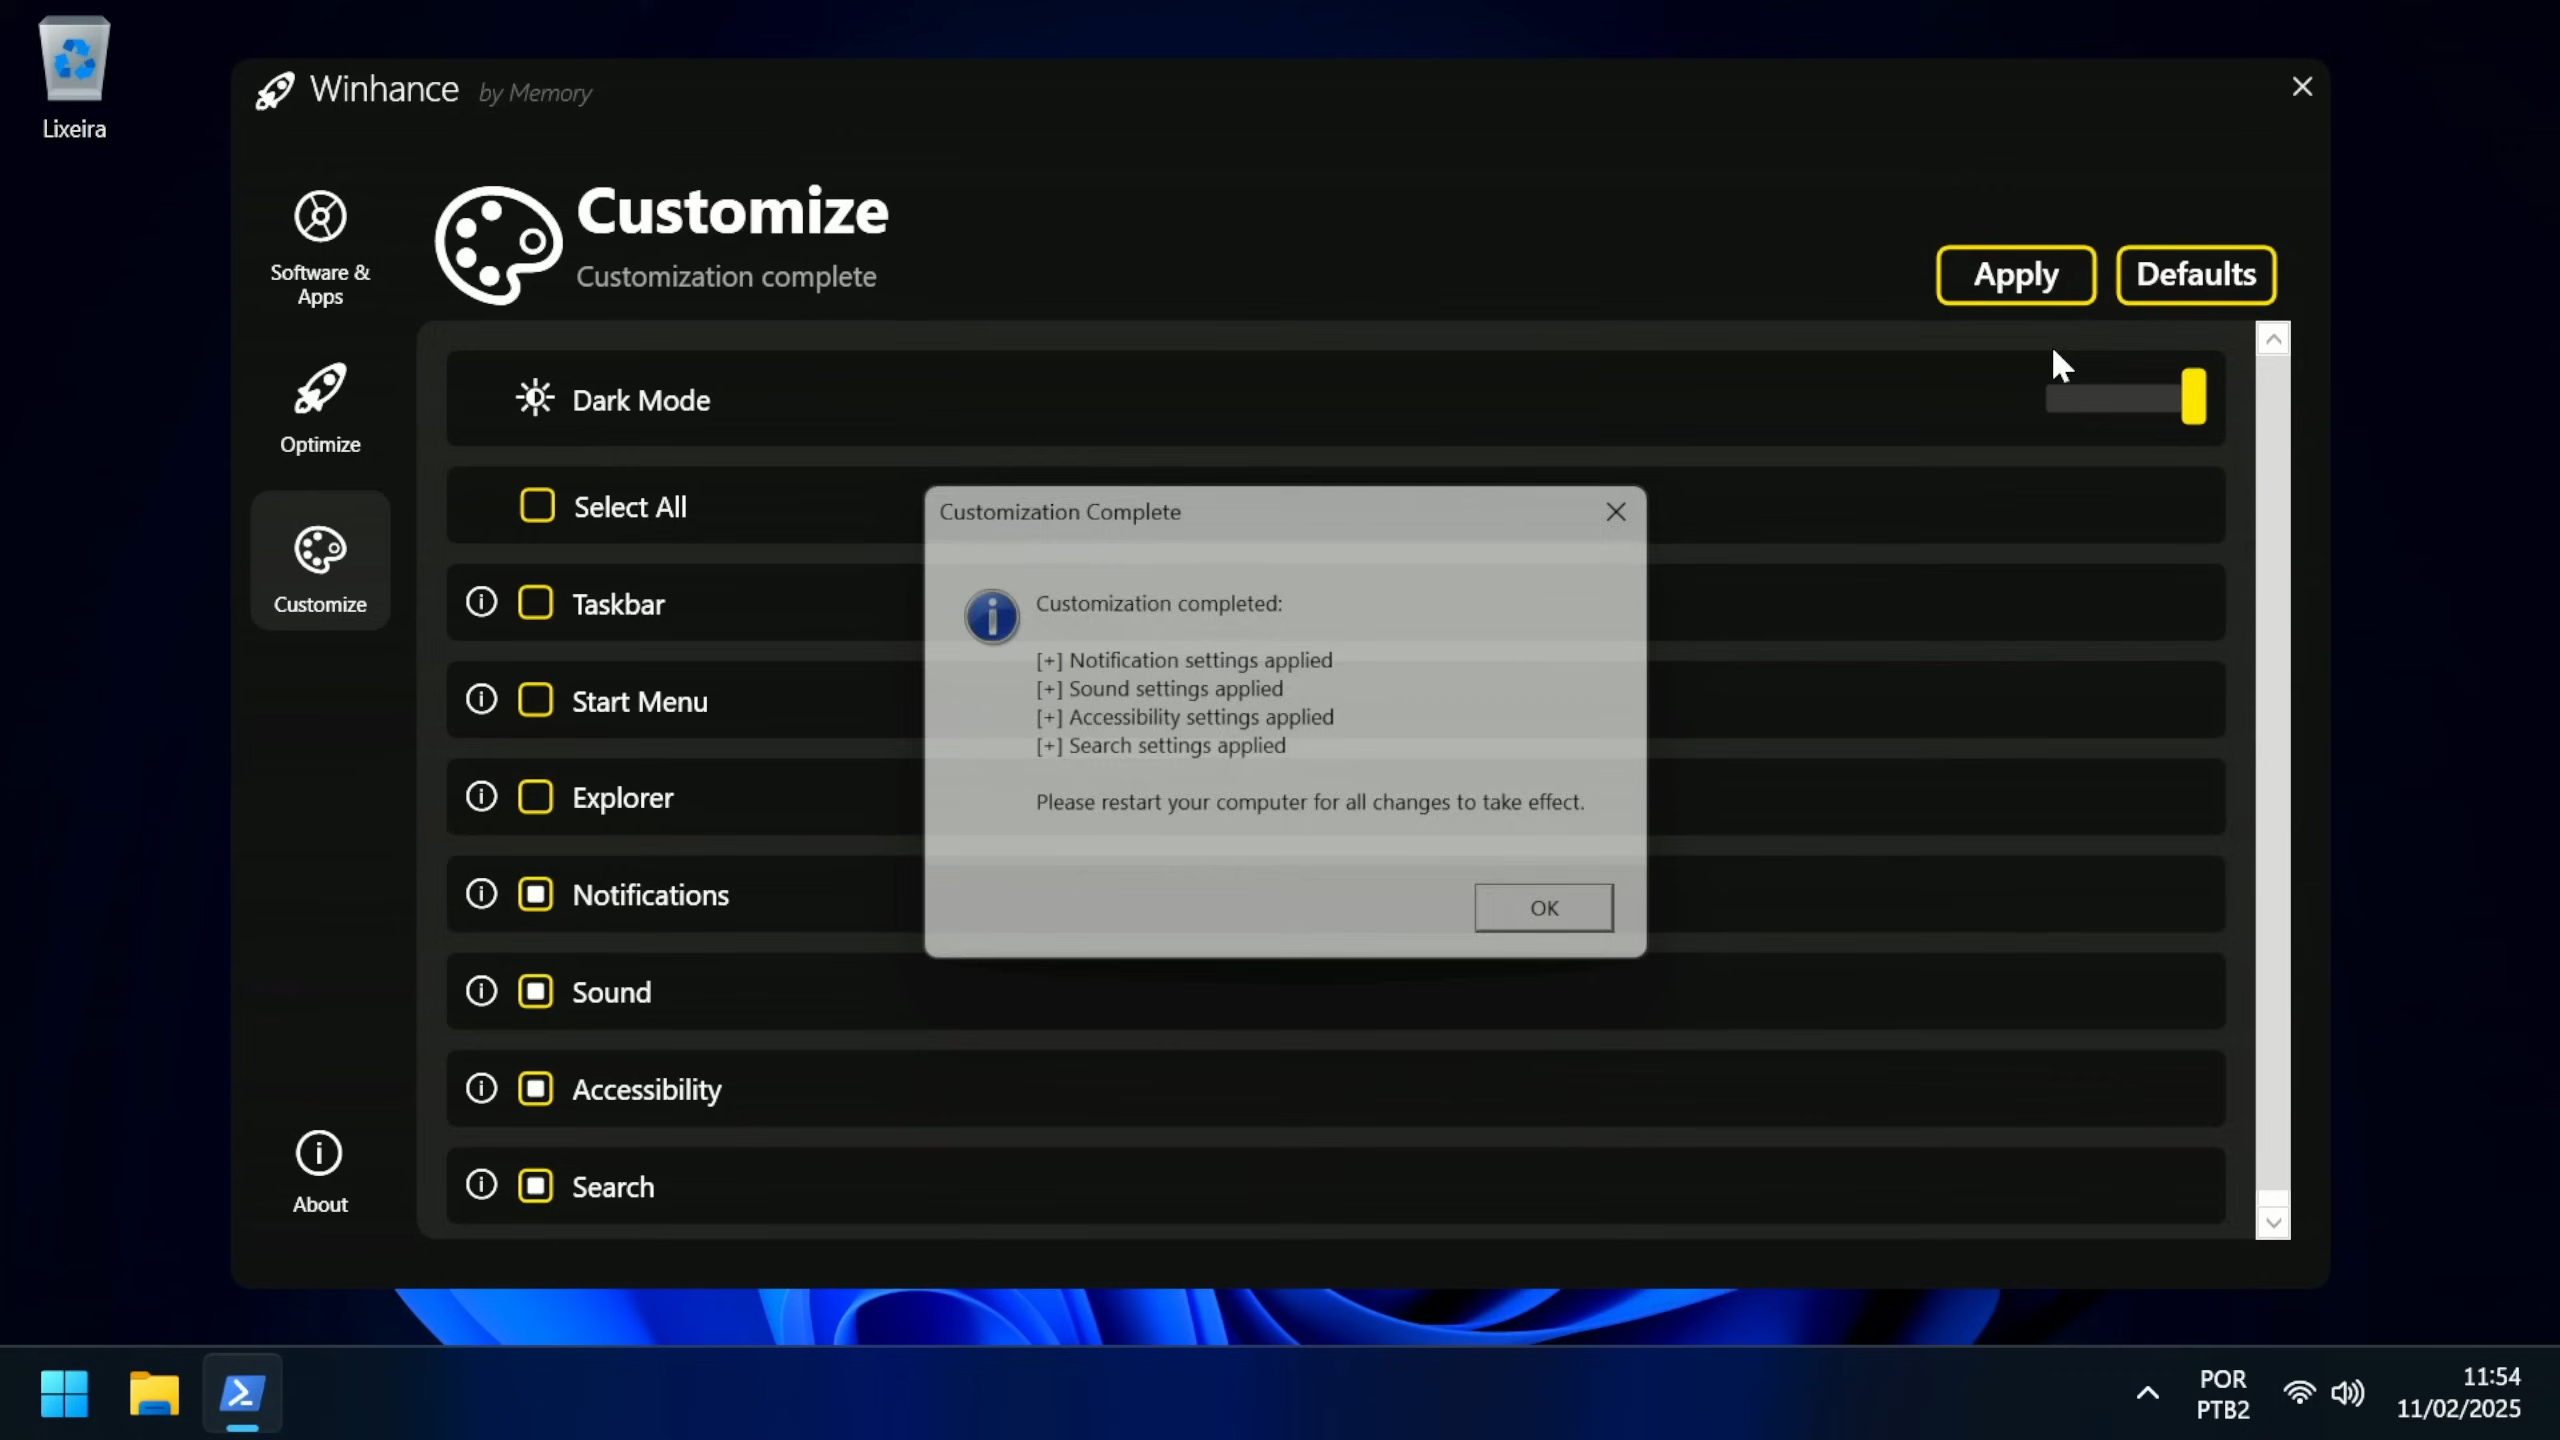 Lixeira
Winhance by Memory
Software &
Apps
Optimize
Customize
About
Customize
Customization complete
Apply
Defaults
Dark Mode
Select All
Taskbar
Start Menu
Explorer
Notifications
Sound
Accessibility
Search
Customization Complete
Customization completed:
[+] Notification settings applied
[+] Sound settings applied
[+] Accessibility settings applied
[+] Search settings applied
Please restart your computer for all changes to take effect.
OK
POR
PTB2
11:54
11/02/2025